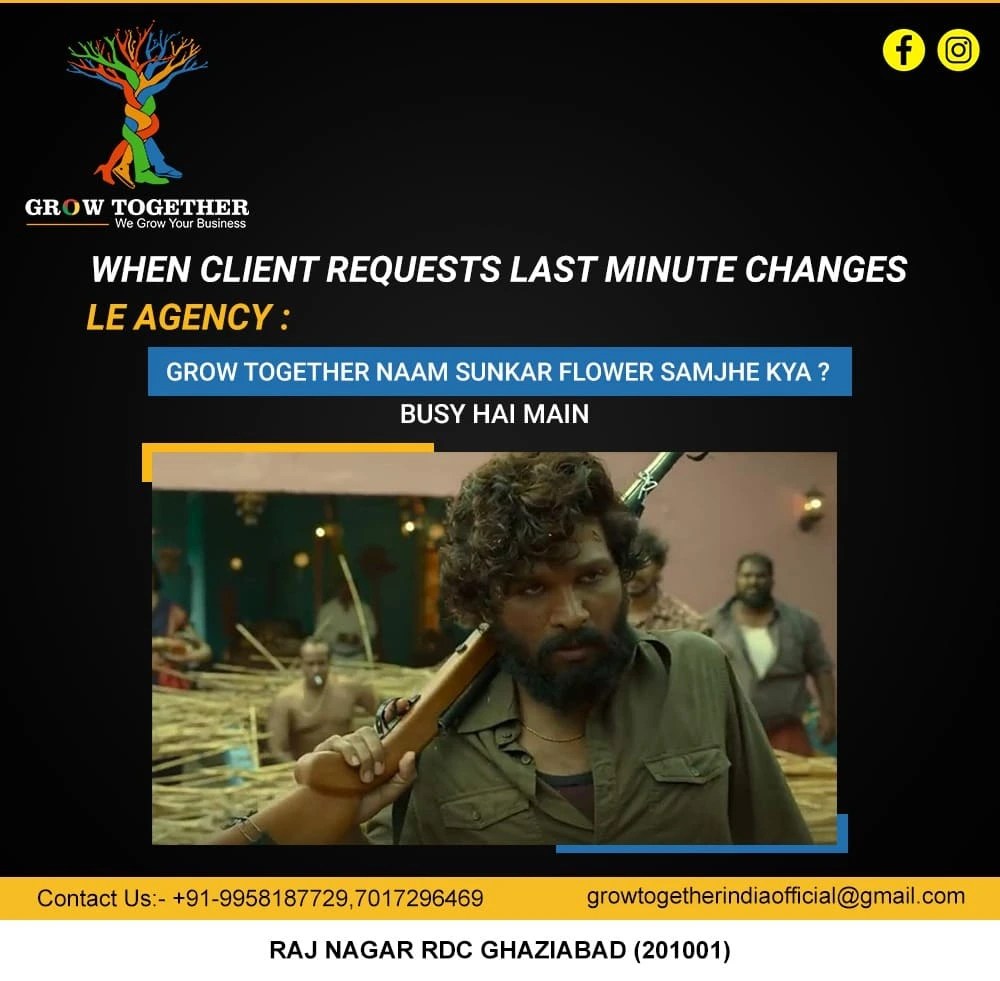 GROW TOGETHER
We Grow Your Business
WHEN CLIENT REQUESTS LAST MINUTE CHANGES
LE AGENCY :
GROW TOGETHER NAAM SUNKAR FLOWER SAMJHE KYA ?
BUSY HAI MAIN
Contact Us:- +91-9958187729,7017296469
growtogetherindiaofficial@gmail.com
RAJ NAGAR RDC GHAZIABAD (201001)